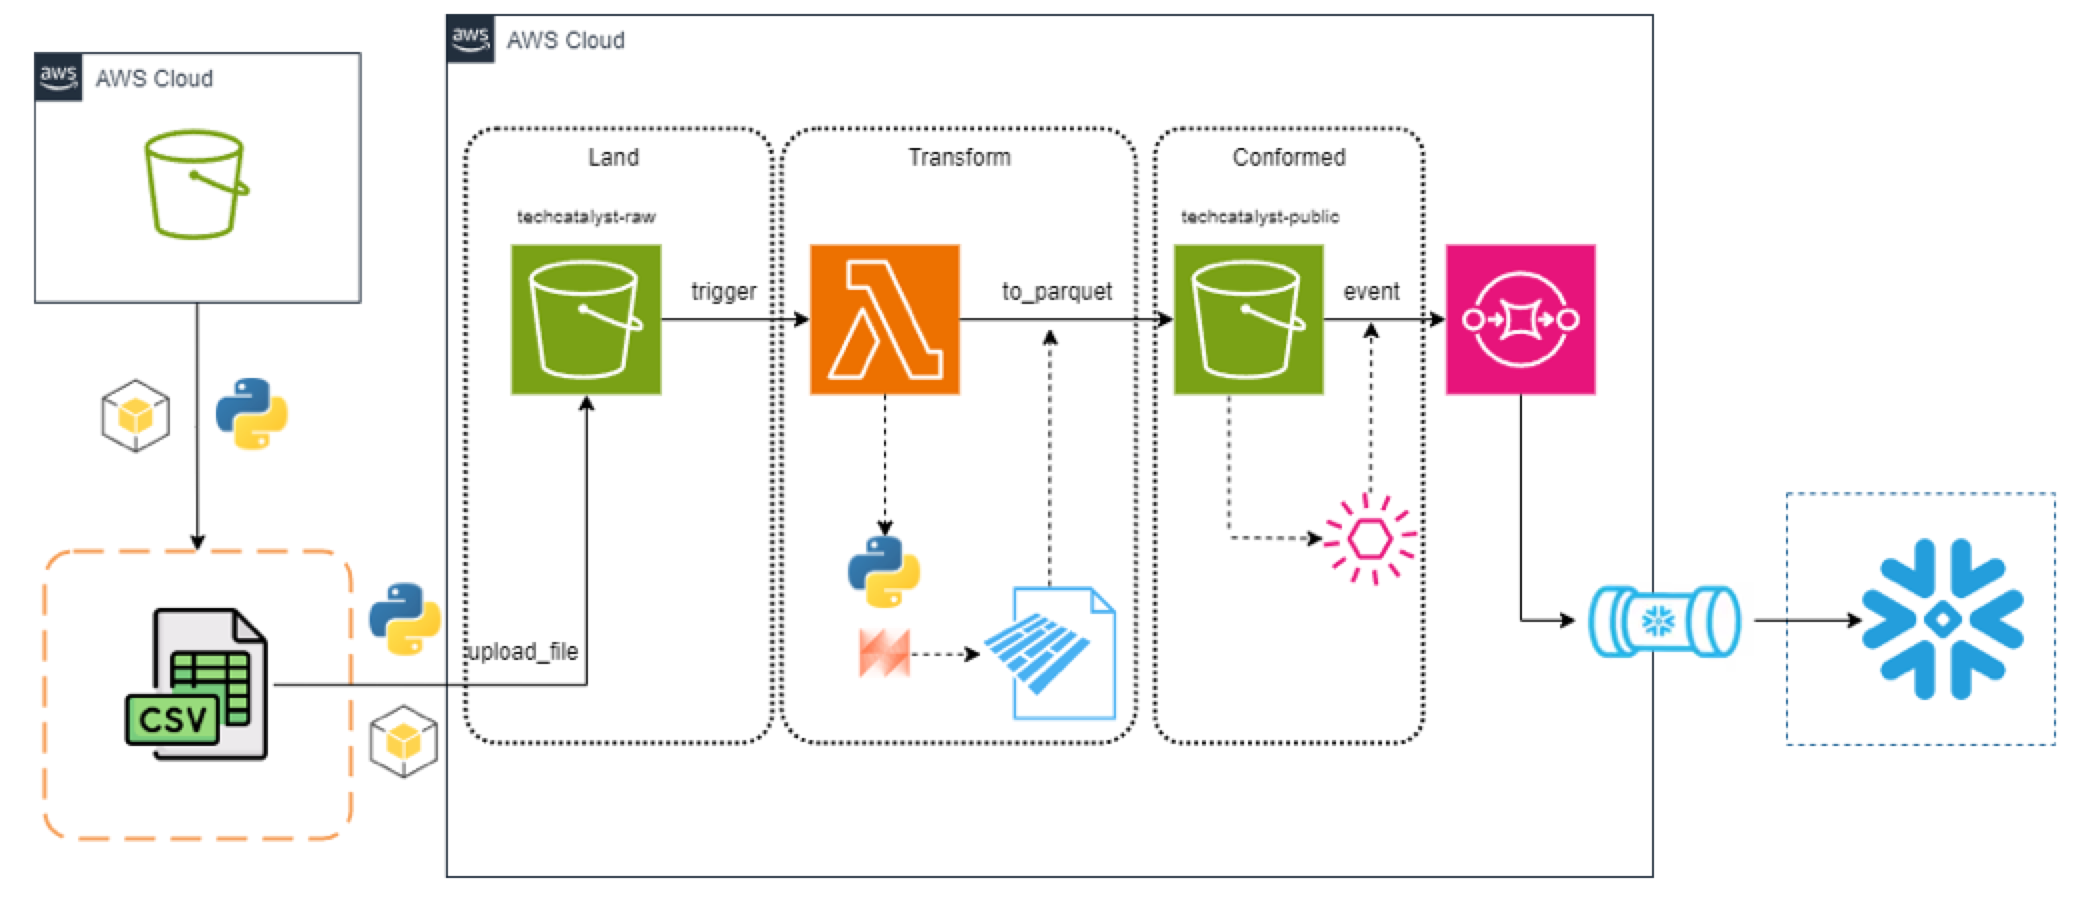 aws
AWS Cloud
aws
AWS Cloud
Land
Transform
Conformed
techcatalyst-raw
techcatalyst-public
trigger
to_parquet
event
upload_file
CSV